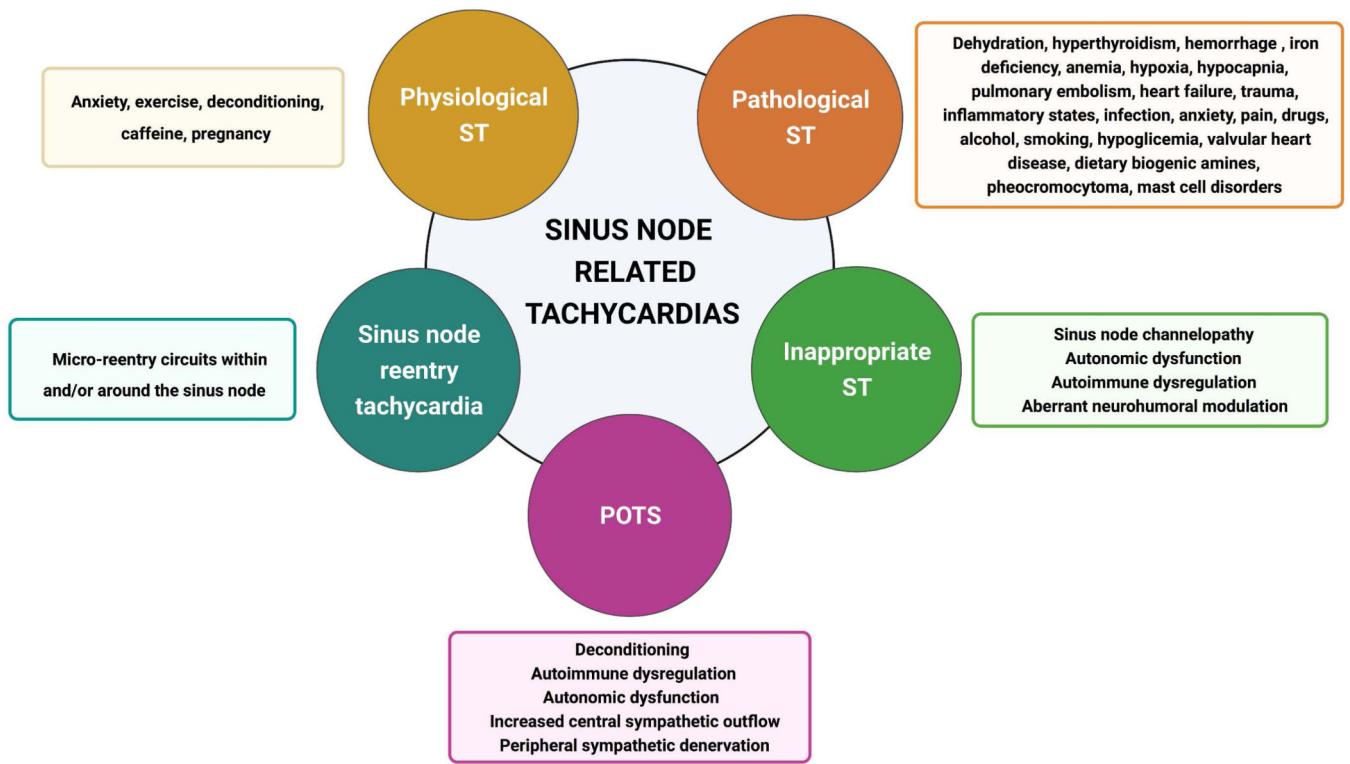 Physiological
ST
Anxiety, exercise, deconditioning,
caffeine, pregnancy
Pathological
ST
Dehydration, hyperthyroidism, hemorrhage , iron
deficiency, anemia, hypoxia, hypocapnia,
pulmonary embolism, heart failure, trauma,
inflammatory states, infection, anxiety, pain, drugs,
alcohol, smoking, hypoglicemia, valvular heart
disease, dietary biogenic amines,
pheocromocytoma, mast cell disorders
SINUS NODE
RELATED
TACHYCARDIAS
Sinus node
reentry
tachycardia
Micro-reentry circuits within
and/or around the sinus node
Inappropriate
ST
Sinus node channelopathy
Autonomic dysfunction
Autoimmune dysregulation
Aberrant neurohumoral modulation
POTS
Deconditioning
Autoimmune dysregulation
Autonomic dysfunction
Increased central sympathetic outflow
Peripheral sympathetic denervation